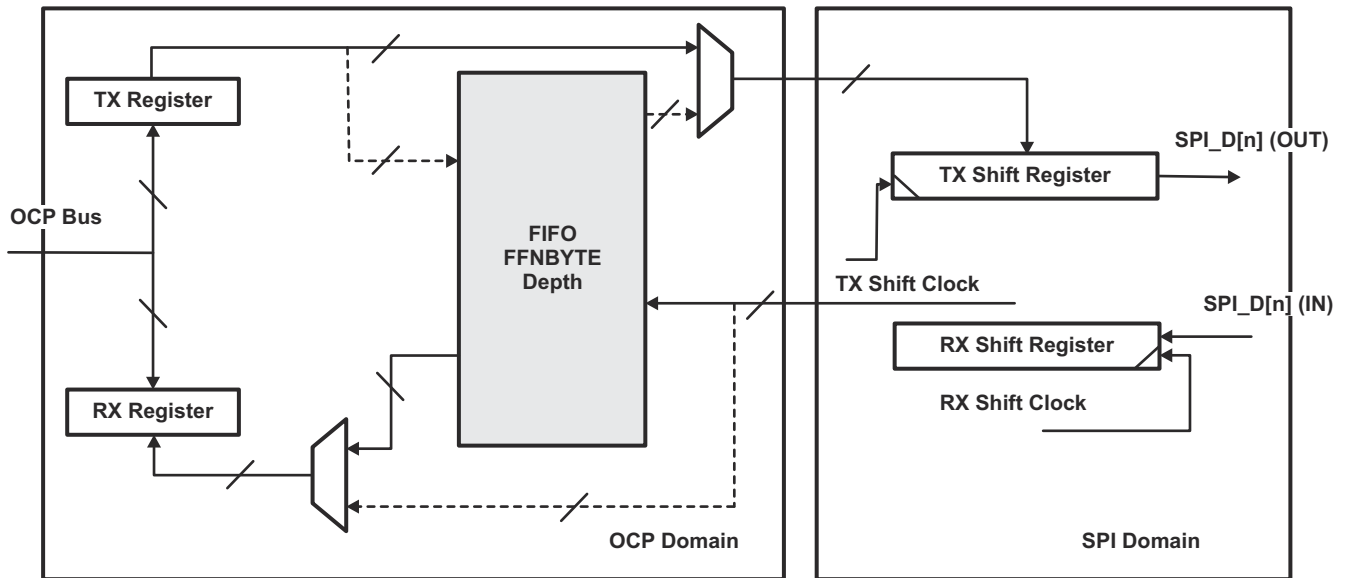 TX Register
SPI_D[n] (OUT)
TX Shift Register
OCP Bus
FIFO
FFNBYTE
Depth
TX Shift Clock
SPI_D[n] (IN)
RX Shift Register
RX Register
RX Shift Clock
OCP Domain
SPI Domain